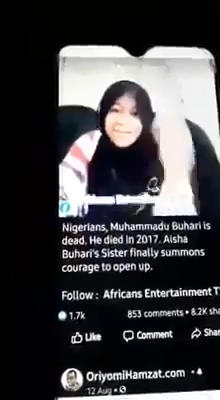 Nigerians, Muhammadu Buhari is
dead. He died in 2017. Aisha
Buhari's Sister finally summons
courage to open up.
Follow : Africans Entertainment T
1.7k
853 comments • 8.2K sha
Like
Comment
Shar
OriyomiHamzat.com
12 Aug